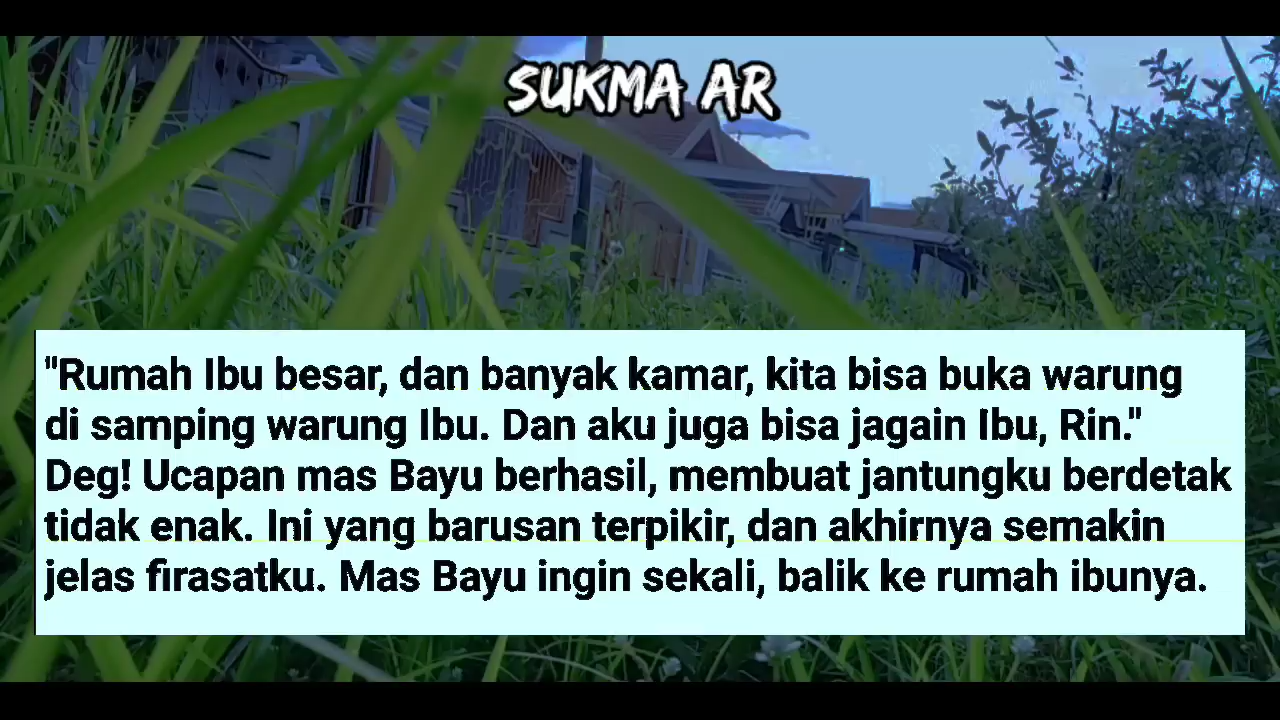 SUKMA AR
"Rumah Ibu besar, dan banyak kamar, kita bisa buka warung
di samping warung Ibu. Dan aku juga bisa jagain Ibu, Rin."
Deg! Ucapan mas Bayu berhasil, membuat jantungku berdetak
tidak enak. Ini yang barusan terpikir, dan akhirnya semakin
jelas firasatku. Mas Bayu ingin sekali, balik ke rumah ibunya.